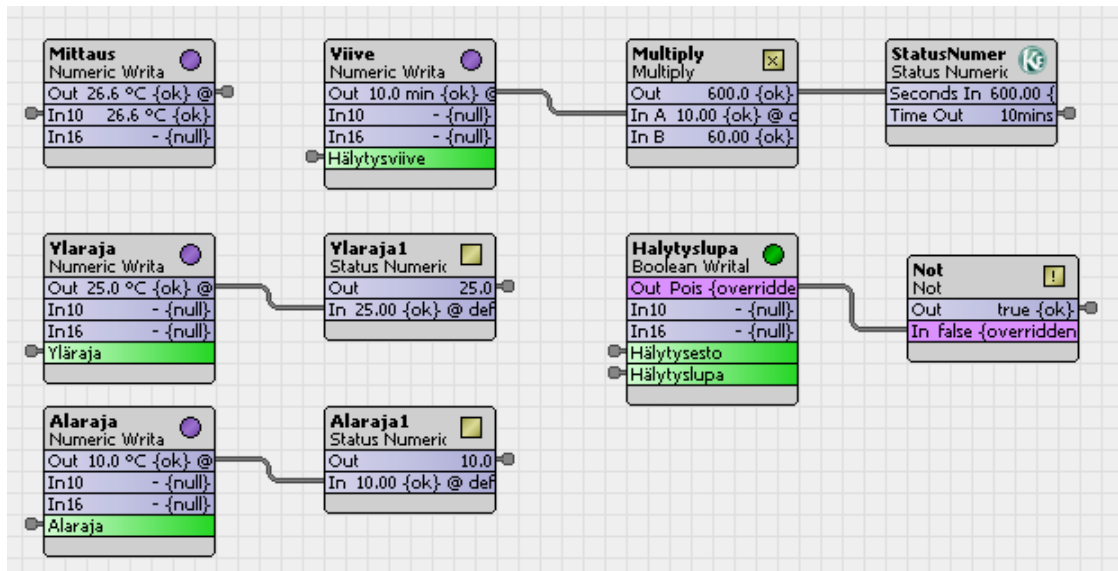 Mittaus
Numeric Writa
Out 26.6 °C {ok} @
In10 26.6 °C {ok}
In16 - {null}
Viive
Numeric Writa
Out 10.0 min {ok} @
In10 - {null}
In16 - {null}
Hälytysviive
Multiply
Multiply
Out 600.0 {ok}
In A 10.00 {ok} @ d
In B 60.00 {ok}
StatusNumer
Status Numeric
Seconds In 600.00 {
Time Out 10mins
Ylaraja
Numeric Writa
Out 25.0 °C {ok} @
In10 - {null}
In16 - {null}
Yläraja
Ylaraja1
Status Numeric
Out 25.0
In 25.00 {ok} @ def
Halytyslupa
Boolean Writal
Out Pois {overridde
In10 - {null}
In16 - {null}
Hälytysesto
Hälytyslupa
Not
Not
Out true {ok}
In false {overridden
Alaraja
Numeric Writa
Out 10.0 °C {ok} @
In10 - {null}
In16 - {null}
Alaraja
Alaraja1
Status Numeric
Out 10.0
In 10.00 {ok} @ def